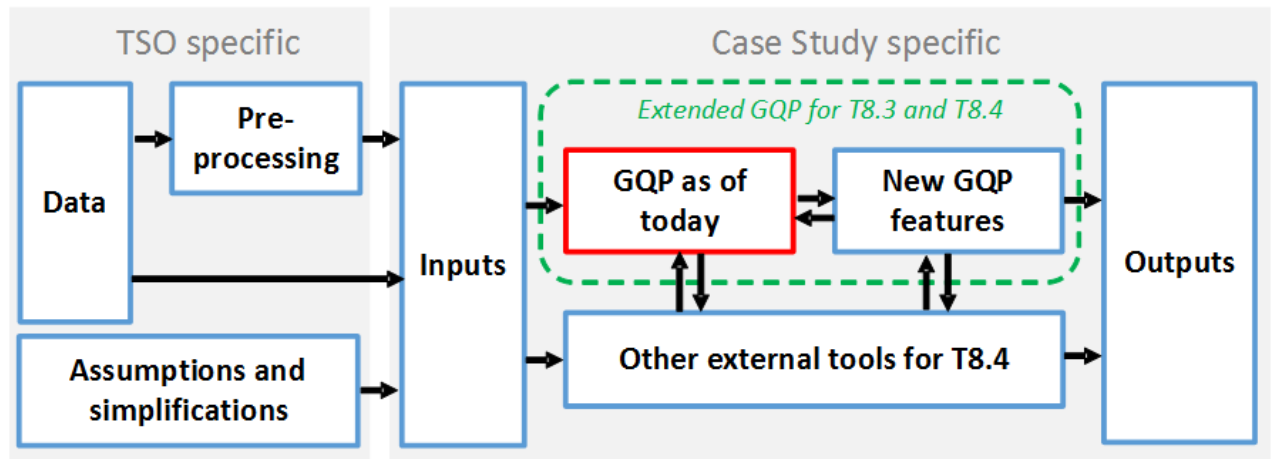 TSO specific
Case Study specific
Data
Pre-
processing
Assumptions and
simplifications
Inputs
Extended GQP for T8.3 and T8.4
GQP as of
today
New GQP
features
Other external tools for T8.4
Outputs